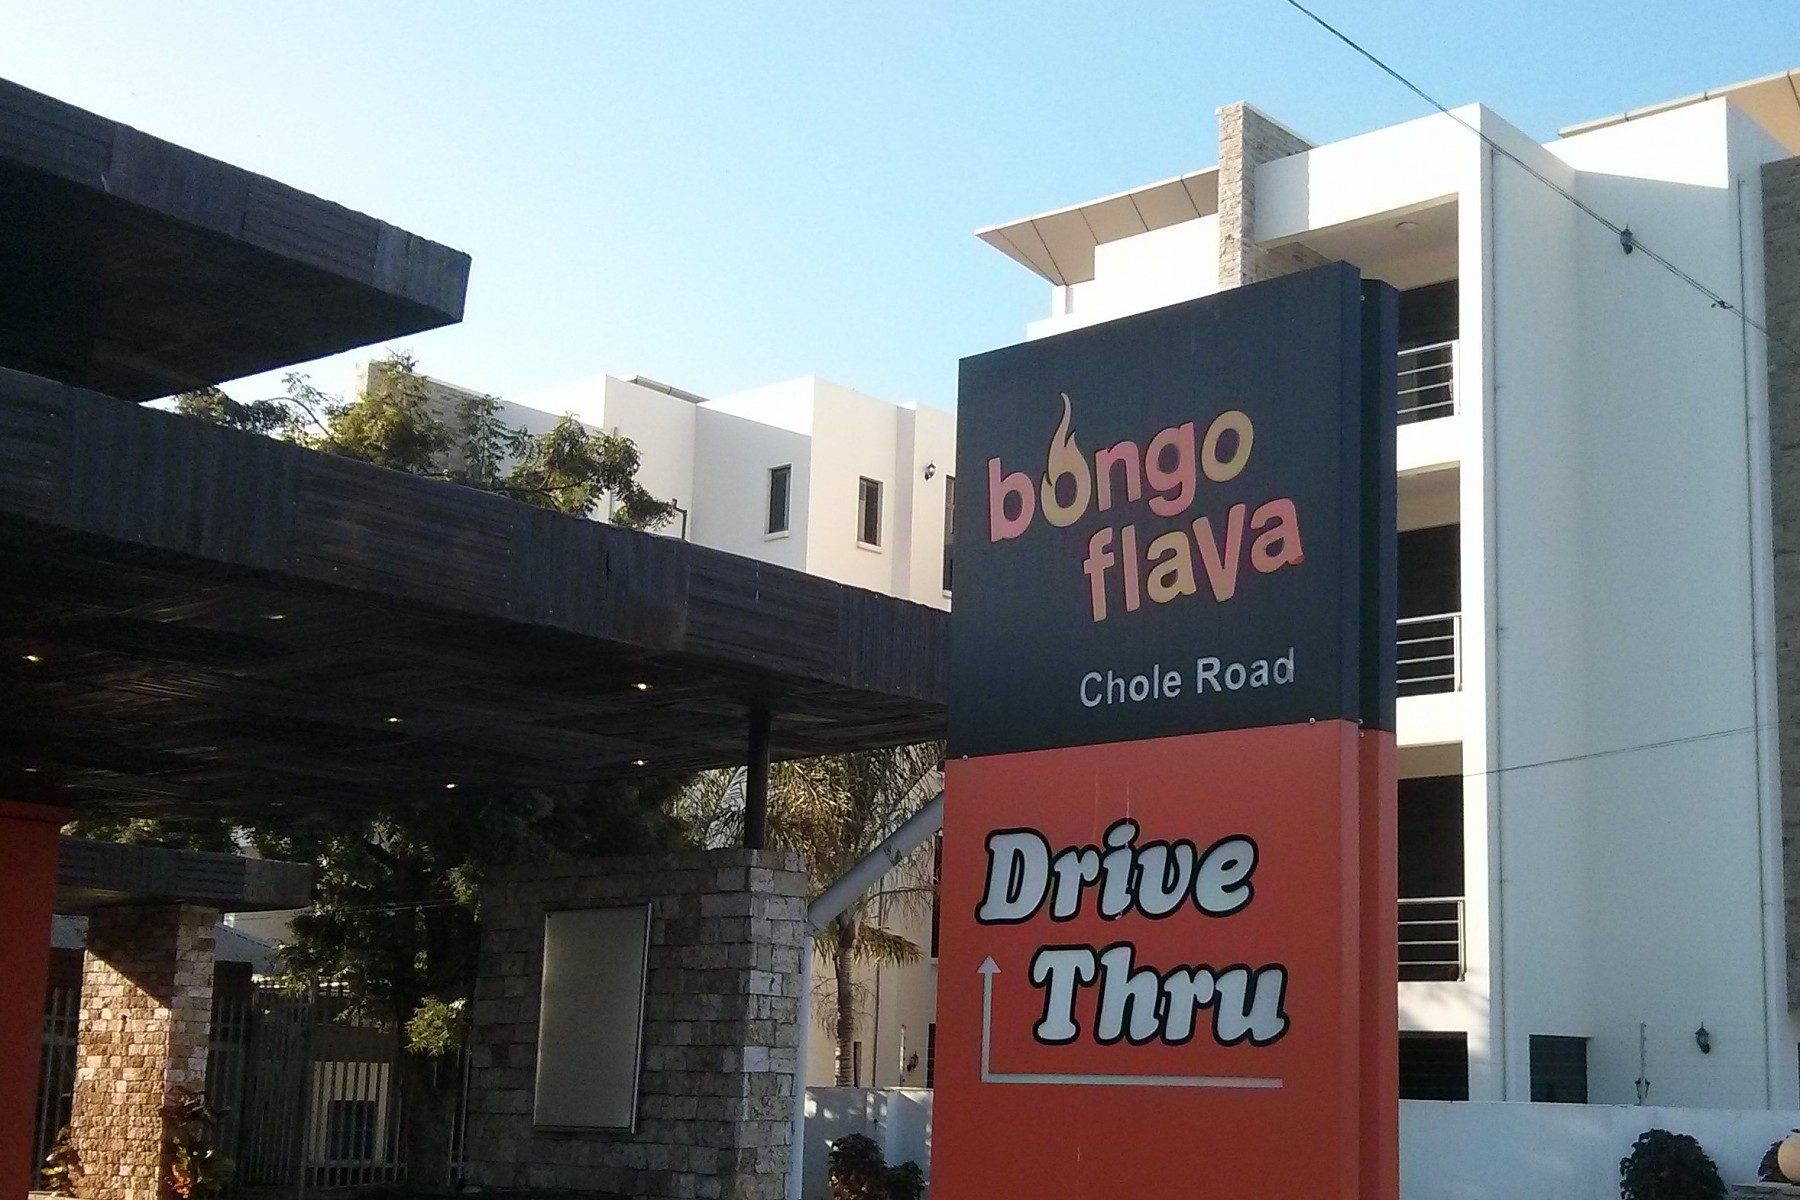 bongo
flava
Chole Road
Drive
Thru